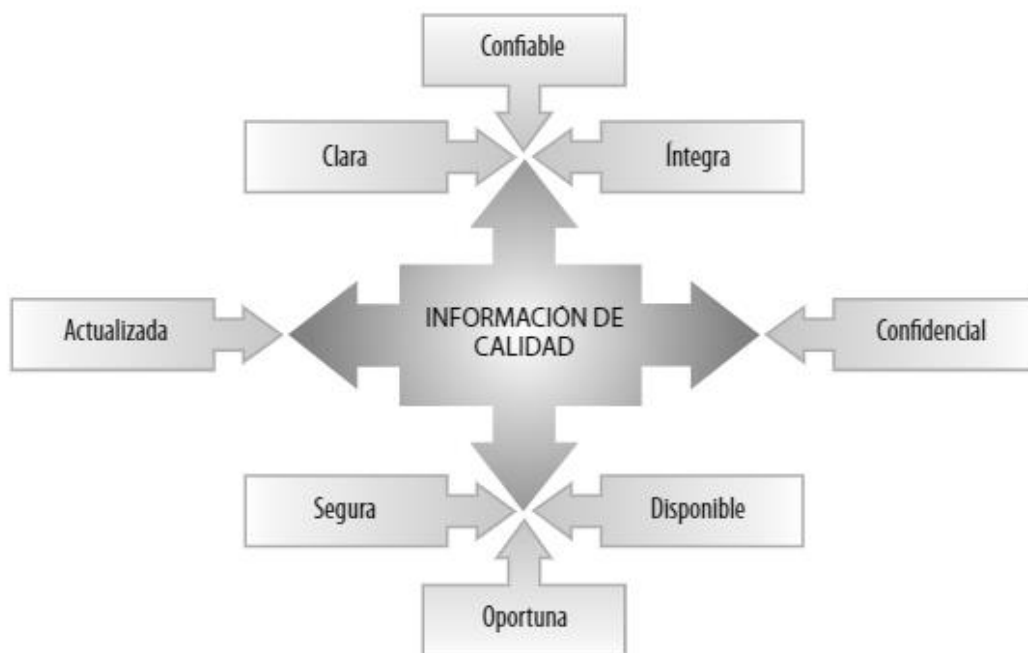 Confiable
Clara
Íntegra
Actualizada
INFORMACIÓN DE
CALIDAD
Confidencial
Segura
Disponible
Oportuna